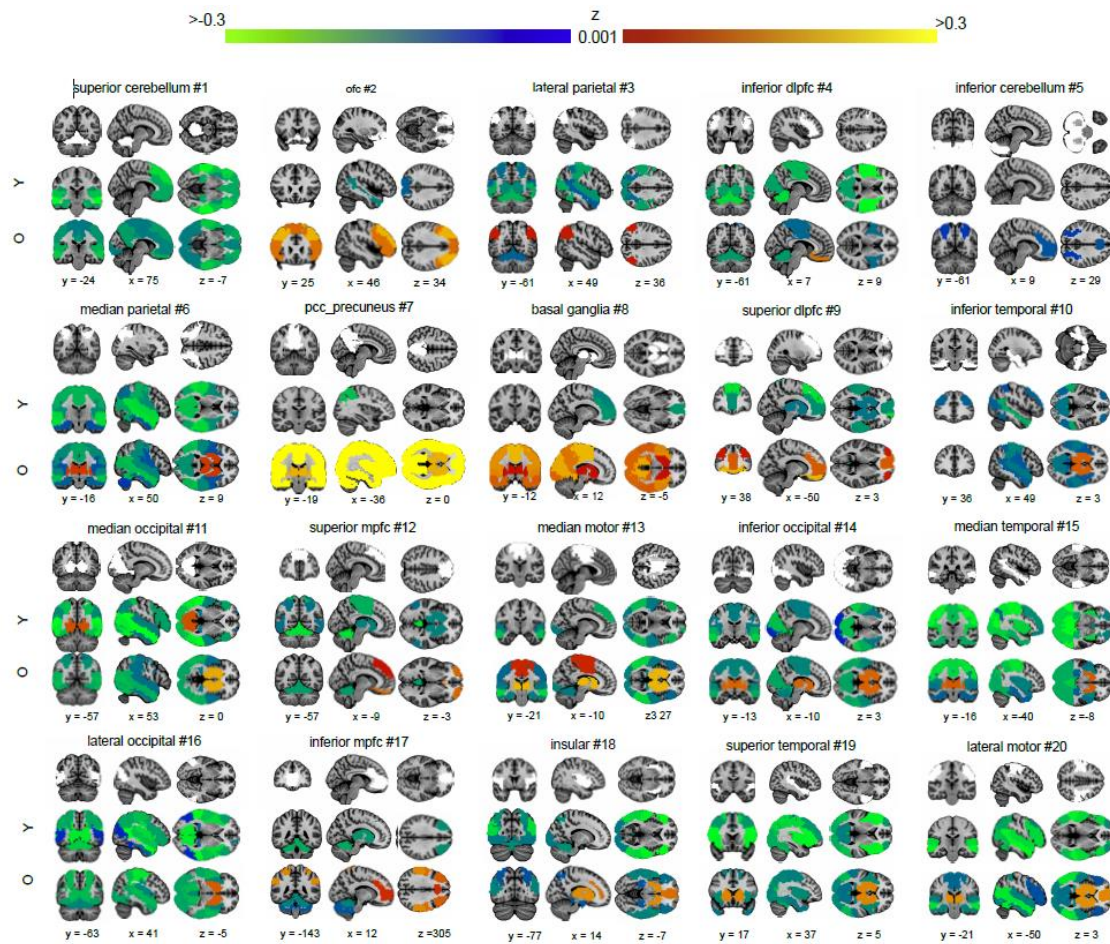 z
>-0.3 0.001 >0.3
superior cerebellum #1 ofc #2 lateral parietal #3 inferior dlpfc #4 inferior cerebellum #5
Y
O
y = -24 x = 75 z = -7 y = 25 x = 46 z = 34 y = -61 x = 49 z = 36 y = -61 x = 7 z = 9 y = -61 x = 9 z = 29
median parietal #6 pcc_precuneus #7 basal ganglia #8 superior dlpfc #9 inferior temporal #10
Y
O
y = -16 x = 50 z = 9 y = -19 x = -36 z = 0 y = -12 x = 12 z = -5 y = 38 x = -50 z = 3 y = 36 x = 49 z = 3
median occipital #11 superior mpfc #12 median motor #13 inferior occipital #14 median temporal #15
Y
O
y = -57 x = 53 z = 0 y = -57 x = -9 z = -3 y = -21 x = -10 z3 27 y = -13 x = -10 z = 3 y = -16 x = -40 z = -8
lateral occipital #16 inferior mpfc #17 insular #18 superior temporal #19 lateral motor #20
Y
O
y = -63 x = 41 z = -5 y = -143 x = 12 z =305 y = -77 x = 14 z = -7 y = 17 x = 37 z = 5 y = -21 x = -50 z = 3